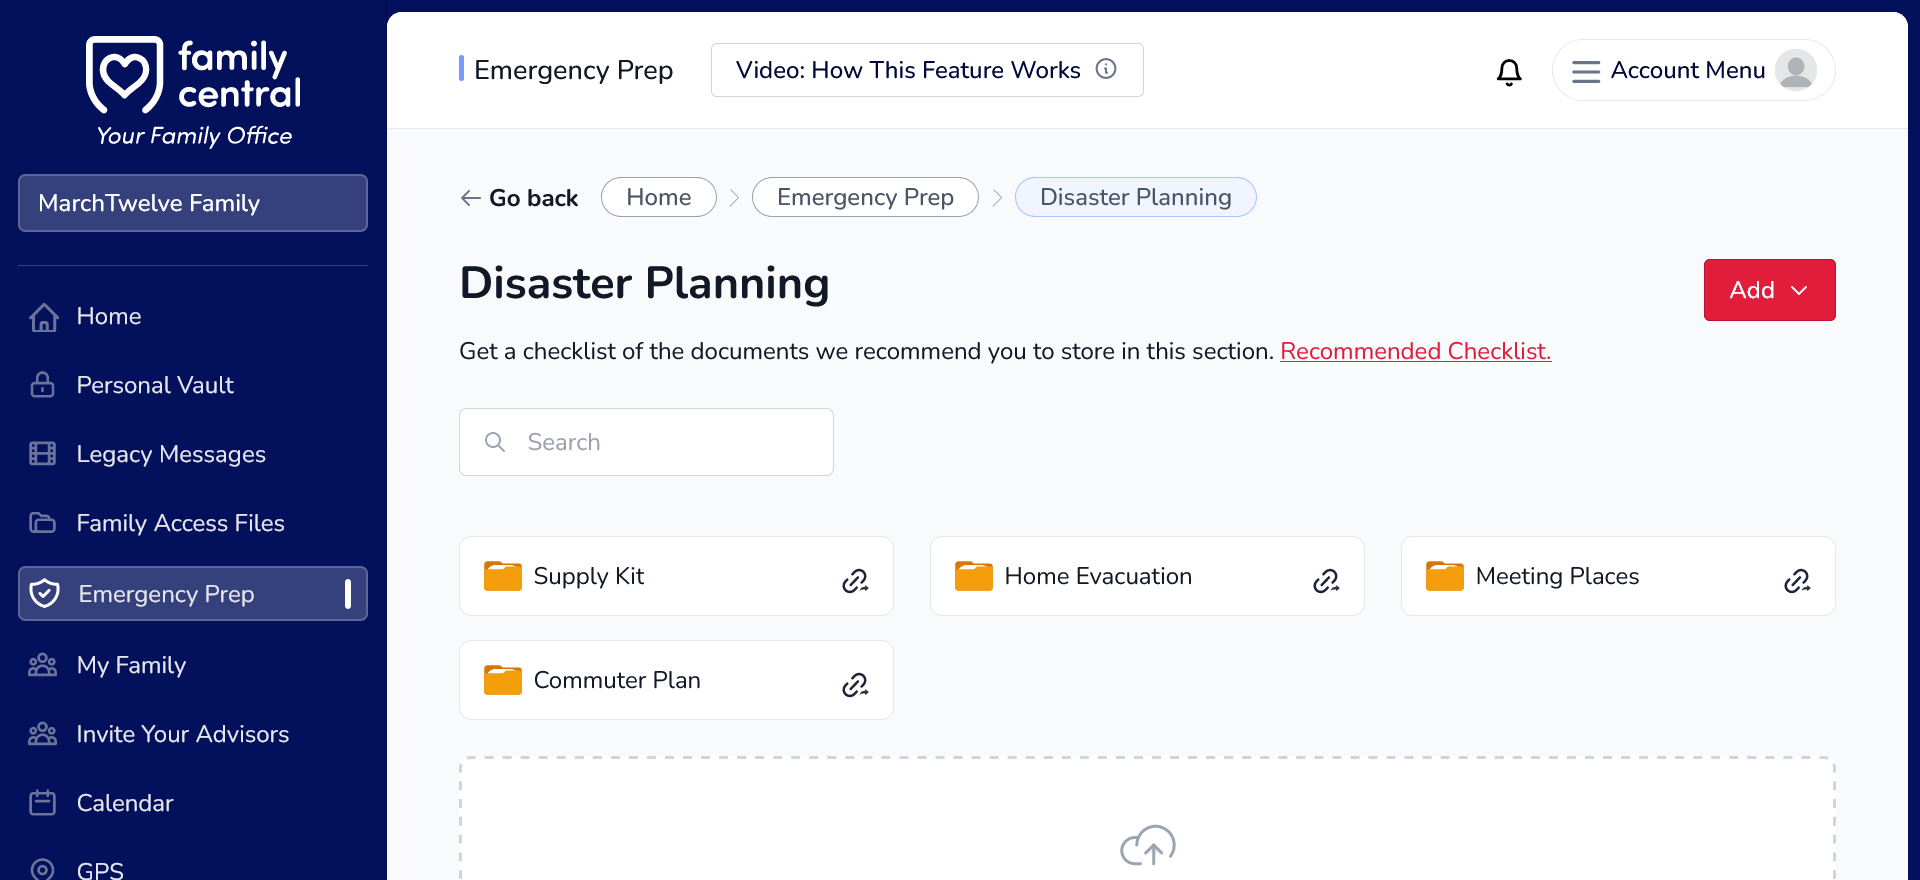 family
central
Your Family Office
MarchTwelve Family
Home
Personal Vault
Legacy Messages
Family Access Files
Emergency Prep
My Family
Invite Your Advisors
Calendar
GPS
Emergency Prep
Video: How This Feature Works
Account Menu
Go back
Home
Emergency Prep
Disaster Planning
Disaster Planning
Add
Get a checklist of the documents we recommend you to store in this section. Recommended Checklist.
Search
Supply Kit
Home Evacuation
Meeting Places
Commuter Plan